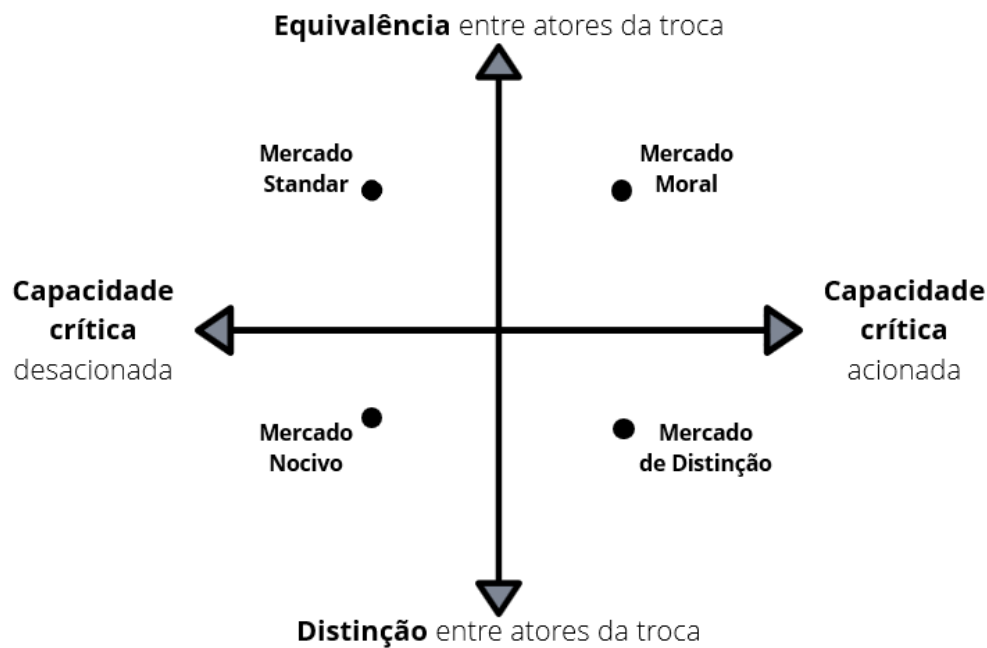 Equivalência entre atores da troca
Mercado
Standar
Mercado
Moral
Capacidade
crítica
desacionada
Capacidade
crítica
acionada
Mercado
Nocivo
Mercado
de Distinção
Distinção entre atores da troca